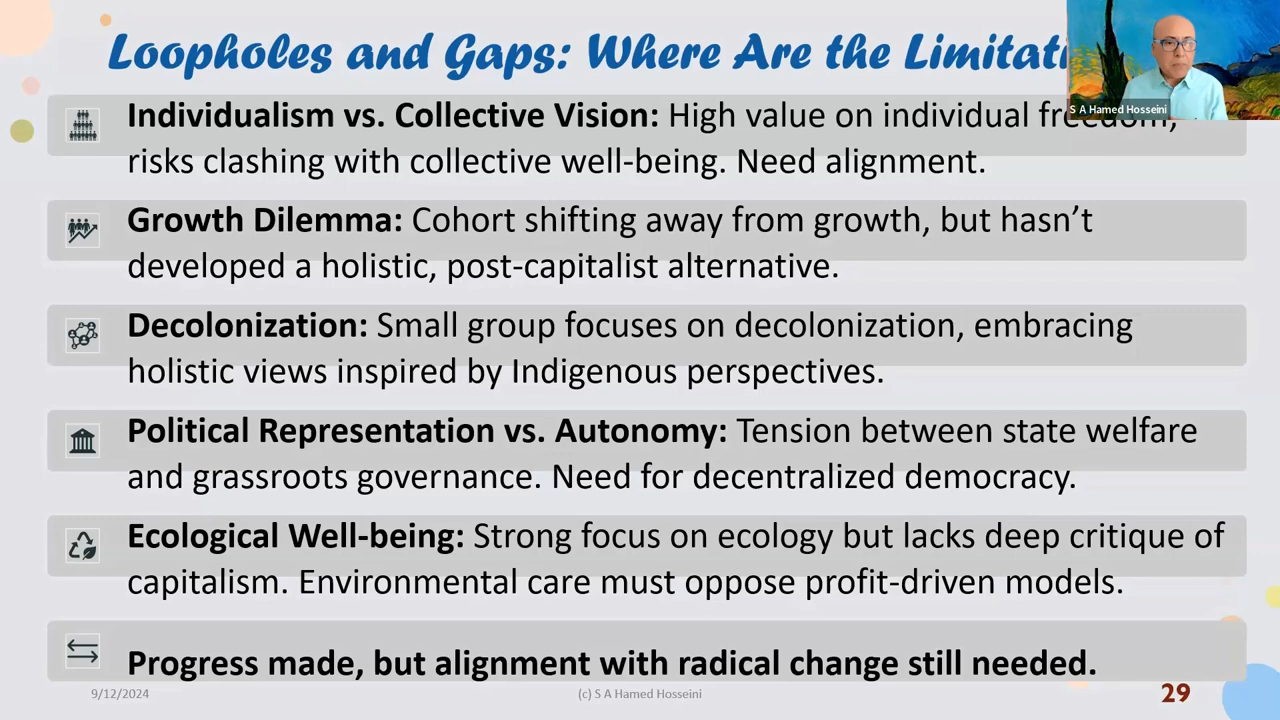 Loopholes and Gaps: Where Are the Limitati
S A Hamed Hosseini
Individualism vs. Collective Vision: High value on individual freedom,
risks clashing with collective well-being. Need alignment.
Growth Dilemma: Cohort shifting away from growth, but hasn’t
developed a holistic, post-capitalist alternative.
Decolonization: Small group focuses on decolonization, embracing
holistic views inspired by Indigenous perspectives.
Political Representation vs. Autonomy: Tension between state welfare
and grassroots governance. Need for decentralized democracy.
Ecological Well-being: Strong focus on ecology but lacks deep critique of
capitalism. Environmental care must oppose profit-driven models.
Progress made, but alignment with radical change still needed.
9/12/2024
(c) S A Hamed Hosseini
29